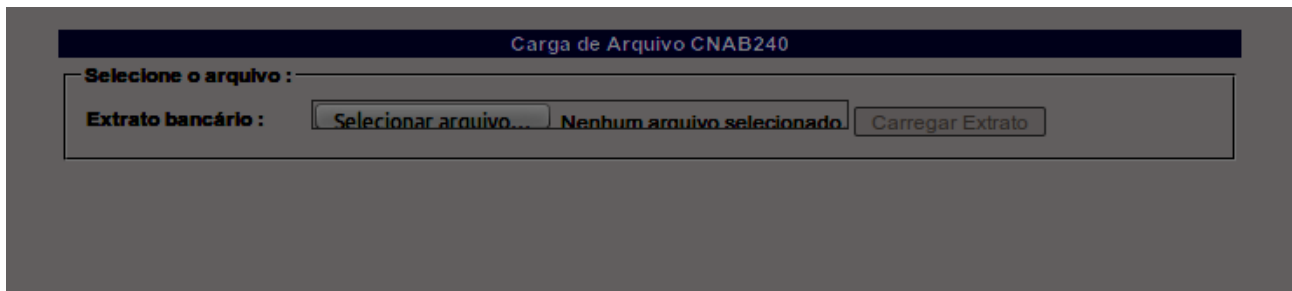 Carga de Arquivo CNAB240
Selecione o arquivo :
Extrato bancário : Selecionar arquivo... Nenhum arquivo selecionado. Carregar Extrato